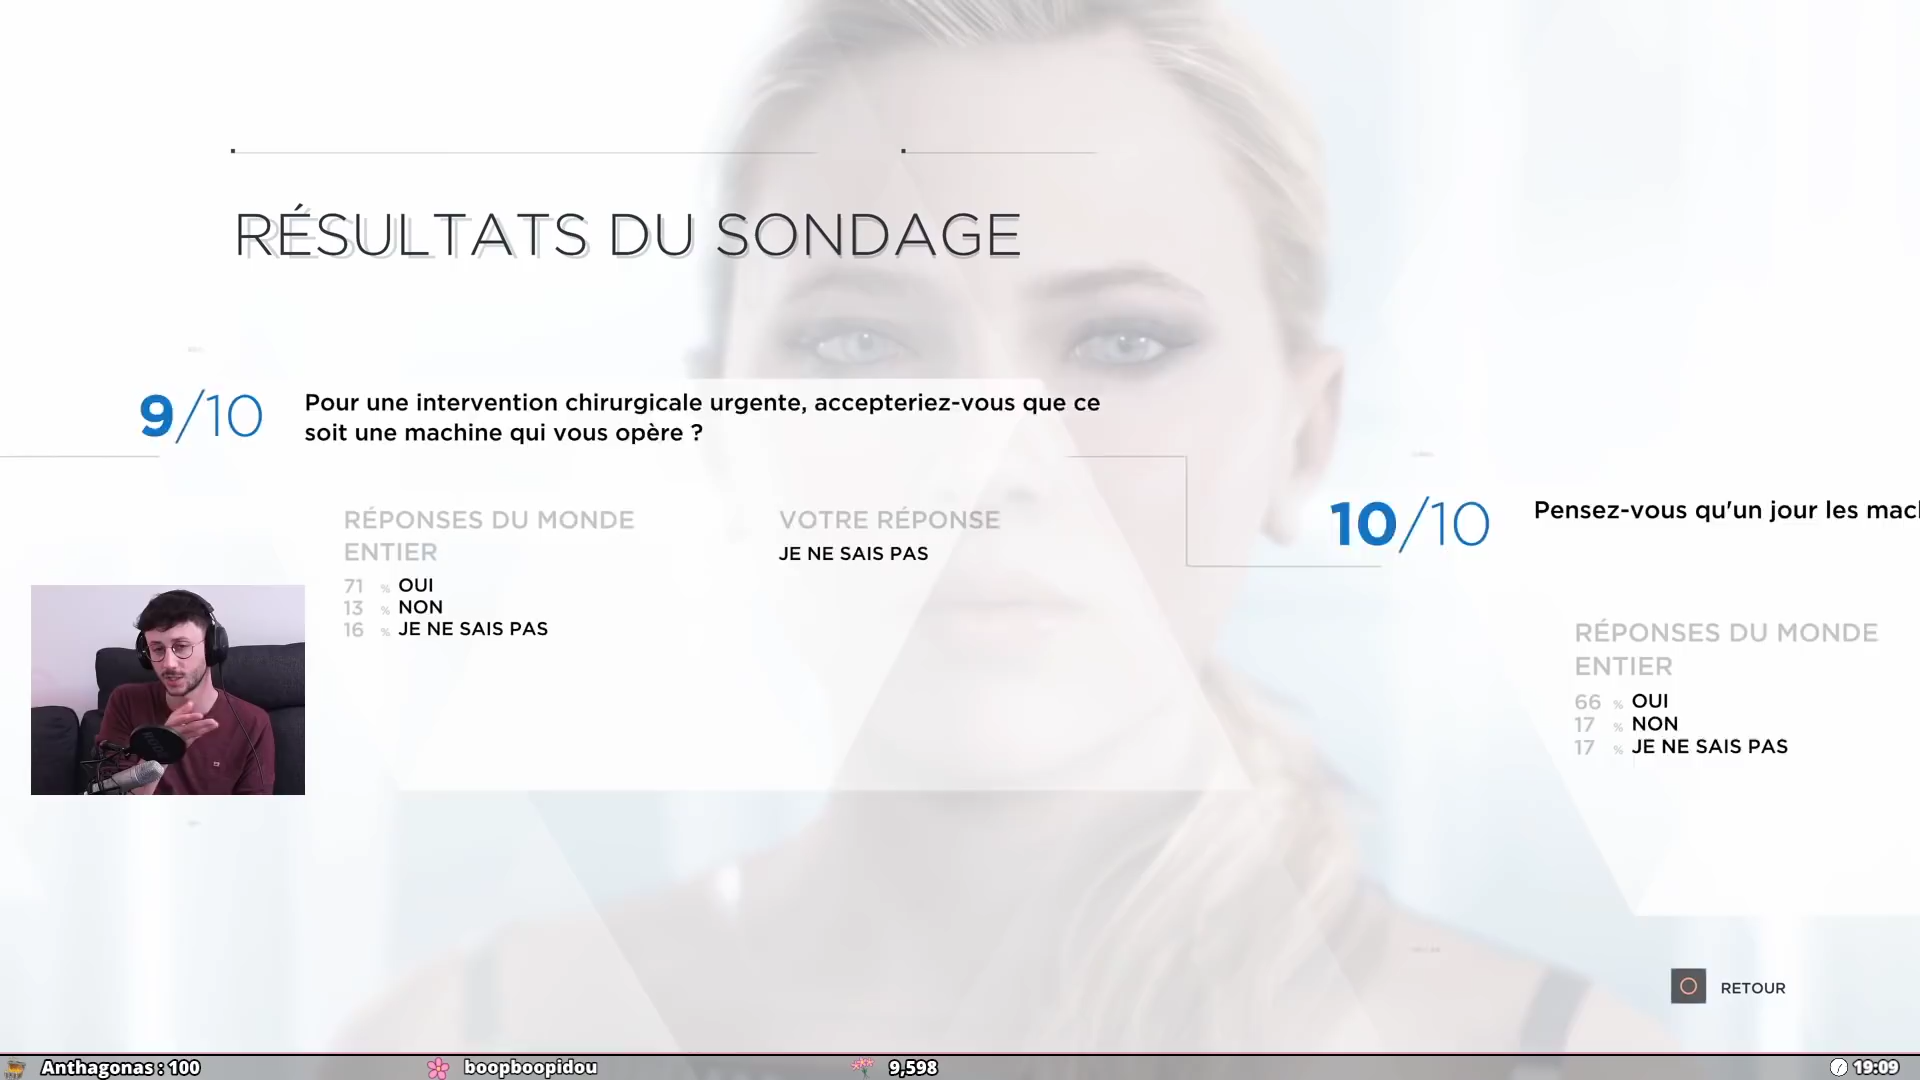 RÉSULTATS DU SONDAGE
9/10
Pour une intervention chirurgicale urgente, accepteriez-vous que ce
soit une machine qui vous opère ?
RÉPONSES DU MONDE
ENTIER
71 % OUI
13 % NON
16 % JE NE SAIS PAS
VOTRE RÉPONSE
JE NE SAIS PAS
10/10
Pensez-vous qu'un jour les mac
RÉPONSES DU MONDE
ENTIER
66 % OUI
17 % NON
17 % JE NE SAIS PAS
RETOUR
Anthagonas : 100
boopboopidou
9,598
19:09